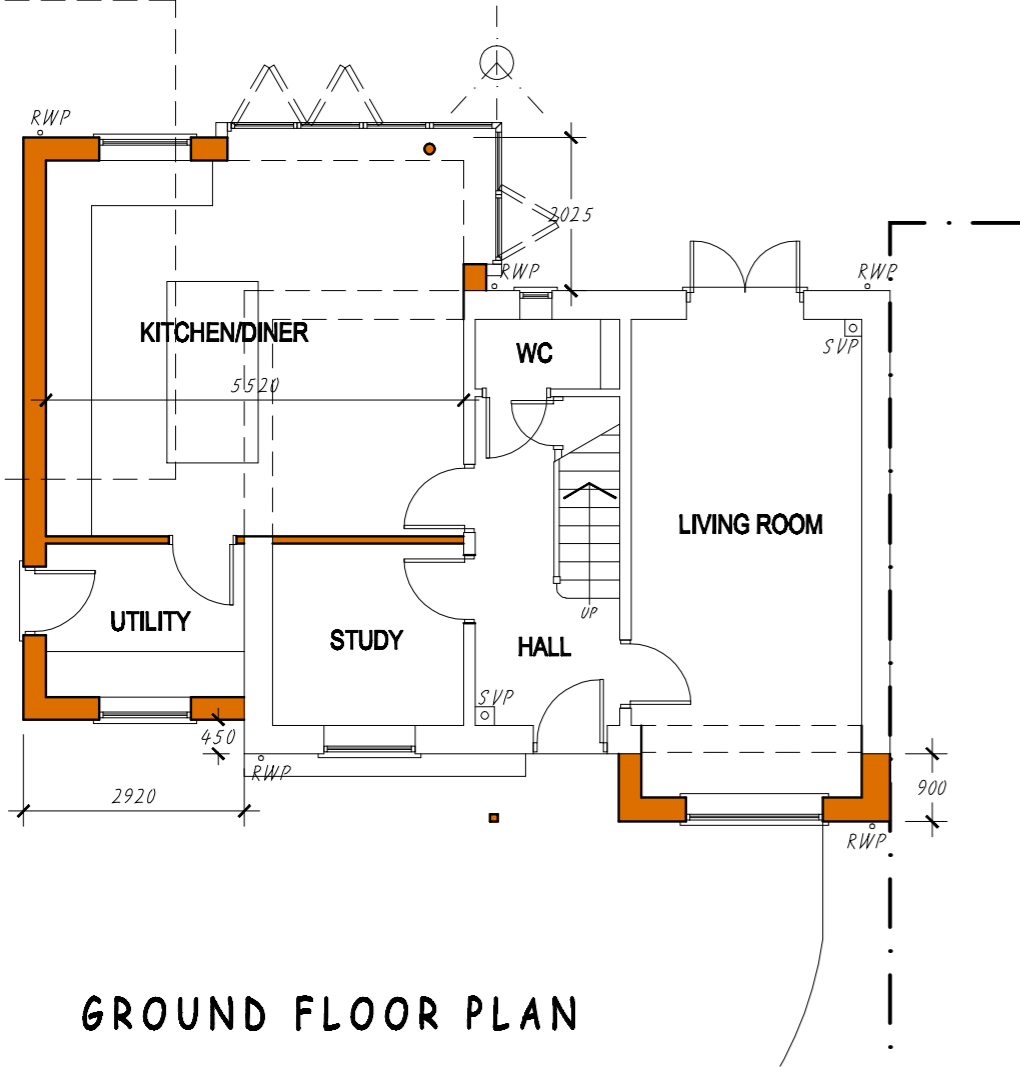 RWP
2025
RWP
RWP
KITCHEN/DINER
WC
SVP
5520
LIVING ROOM
UP
UTILITY
STUDY
HALL
SVP
450
RWP
2920
900
RWP
GROUND FLOOR PLAN